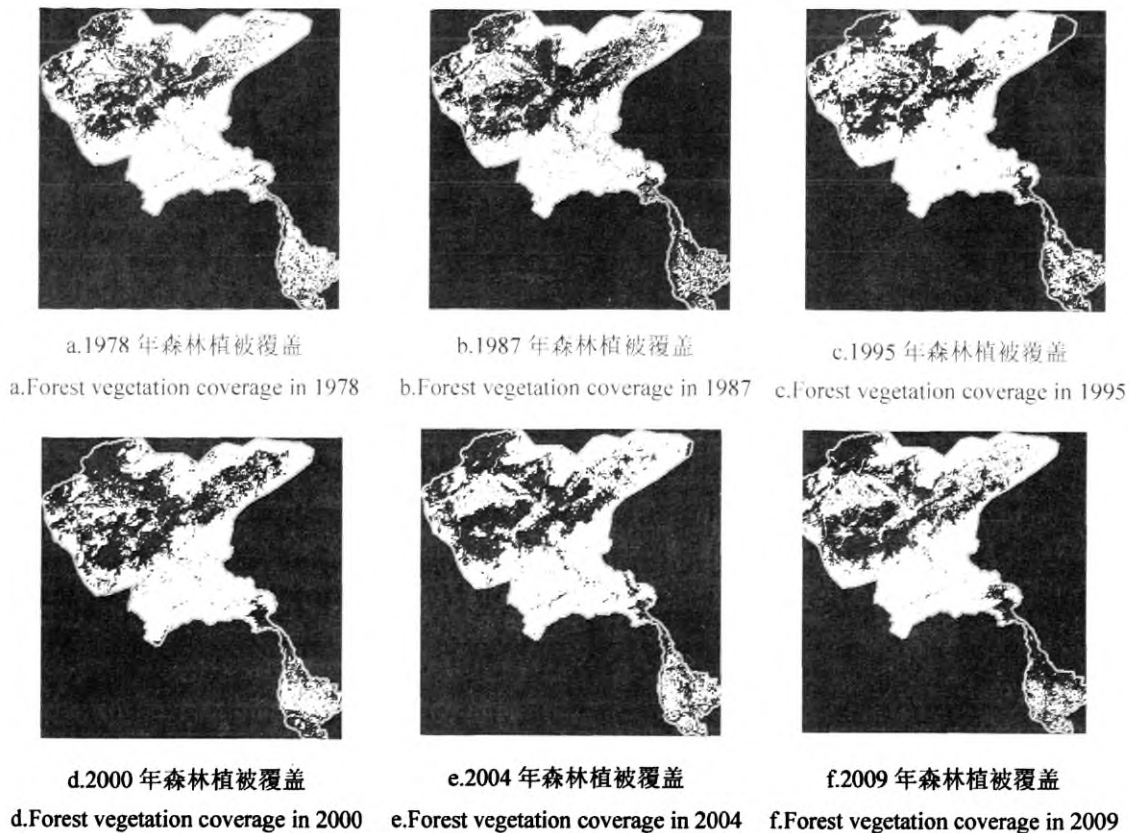 a.1978 年森林植被覆盖
a.Forest vegetation coverage in 1978
b.1987 年森林植被覆盖
b.Forest vegetation coverage in 1987
c.1995 年森林植被覆盖
c.Forest vegetation coverage in 1995
d.2000 年森林植被覆盖
d.Forest vegetation coverage in 2000
e.2004 年森林植被覆盖
e.Forest vegetation coverage in 2004
f.2009 年森林植被覆盖
f.Forest vegetation coverage in 2009